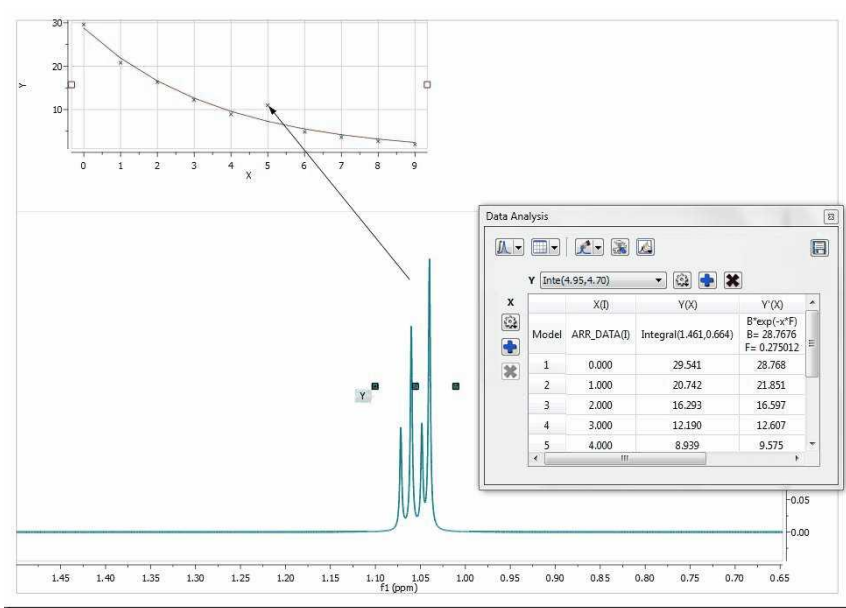 30
20
10
Y
0 1 2 3 4 5 6 7 8 9
X
Data Analysis
Y Inte(4.95,4.70)
X
X(I) Y(X) Y'(X)
Model ARR_DATA(I) Integral(1.461,0.664) B*exp(-x*F)
B= 28.7676
F= 0.275012
1 0.000 29.541 28.768
2 1.000 20.742 21.851
3 2.000 16.293 16.597
4 3.000 12.190 12.607
5 4.000 8.939 9.575
Y
0.05
0.00
1.45 1.40 1.35 1.30 1.25 1.20 1.15 1.10 1.05 1.00 0.95 0.90 0.85 0.80 0.75 0.70 0.65
f1 (ppm)